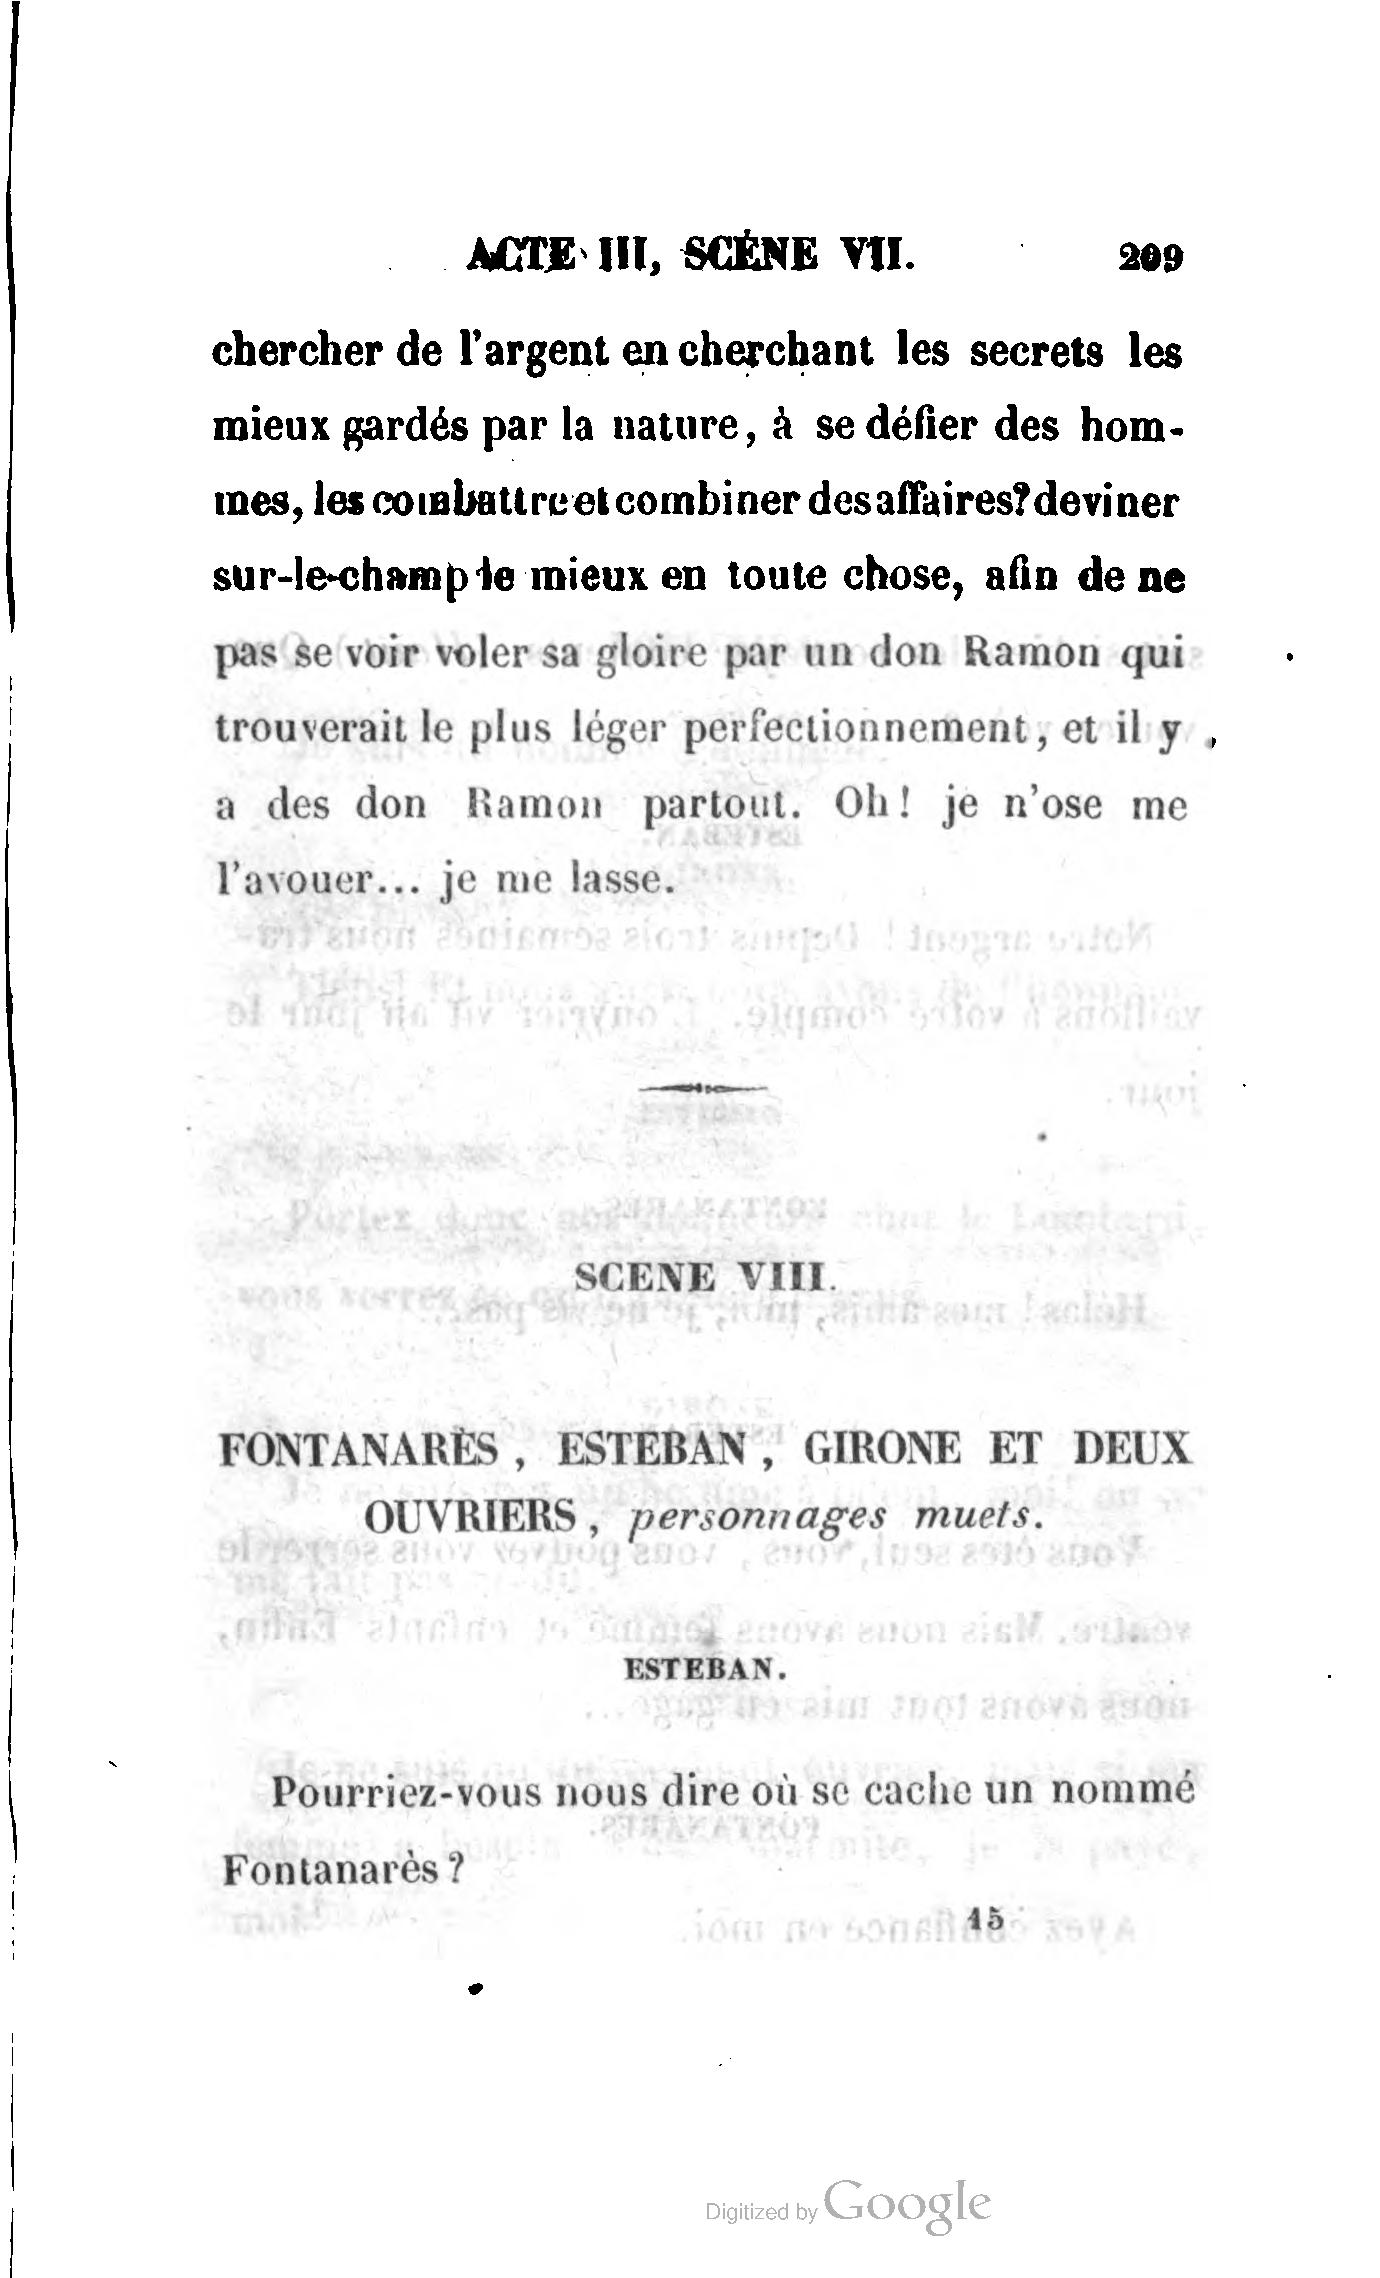 ACTE III, SCÈNE VII. 209
chercher de l'argent en cherchant les secrets les
mieux gardés par la nature, à se défier des hom-
mes, les combattre et combiner des affaires? deviner
sur-le-champ le mieux en toute chose, afin de ne
pas se voir voler sa gloire par un don Ramon qui
trouverait le plus léger perfectionnement, et il y
a des don Ramon partout. Oh! je n'ose me
l'avouer... je me lasse.
SCENE VIII.
FONTANARÈS, ESTEBAN, GIRONE ET DEUX
OUVRIERS, personnages muets.
ESTEBAN.
Pourriez-vous nous dire où se cache un nommé
Fontanarès?
15
Digitized by Google